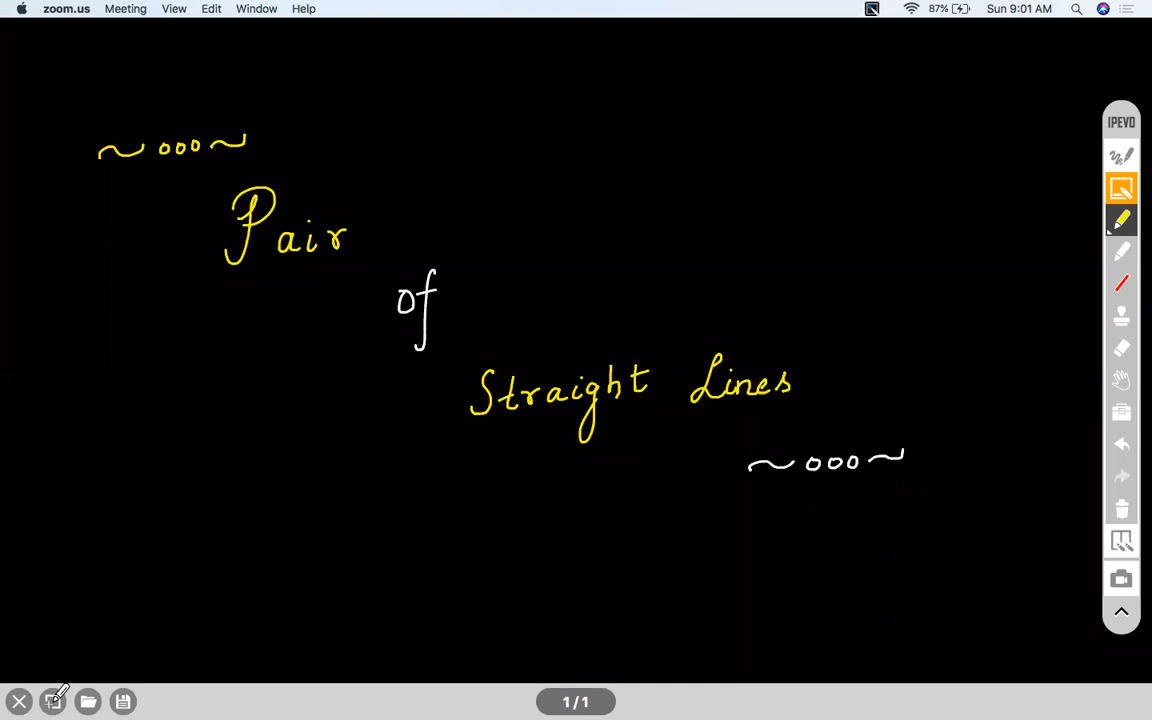 zoom.us Meeting View Edit Window Help 87% Sun 9:01 AM
IPEVO
~ooo~
Pair
of
Straight Lines
~ooo~
1/1